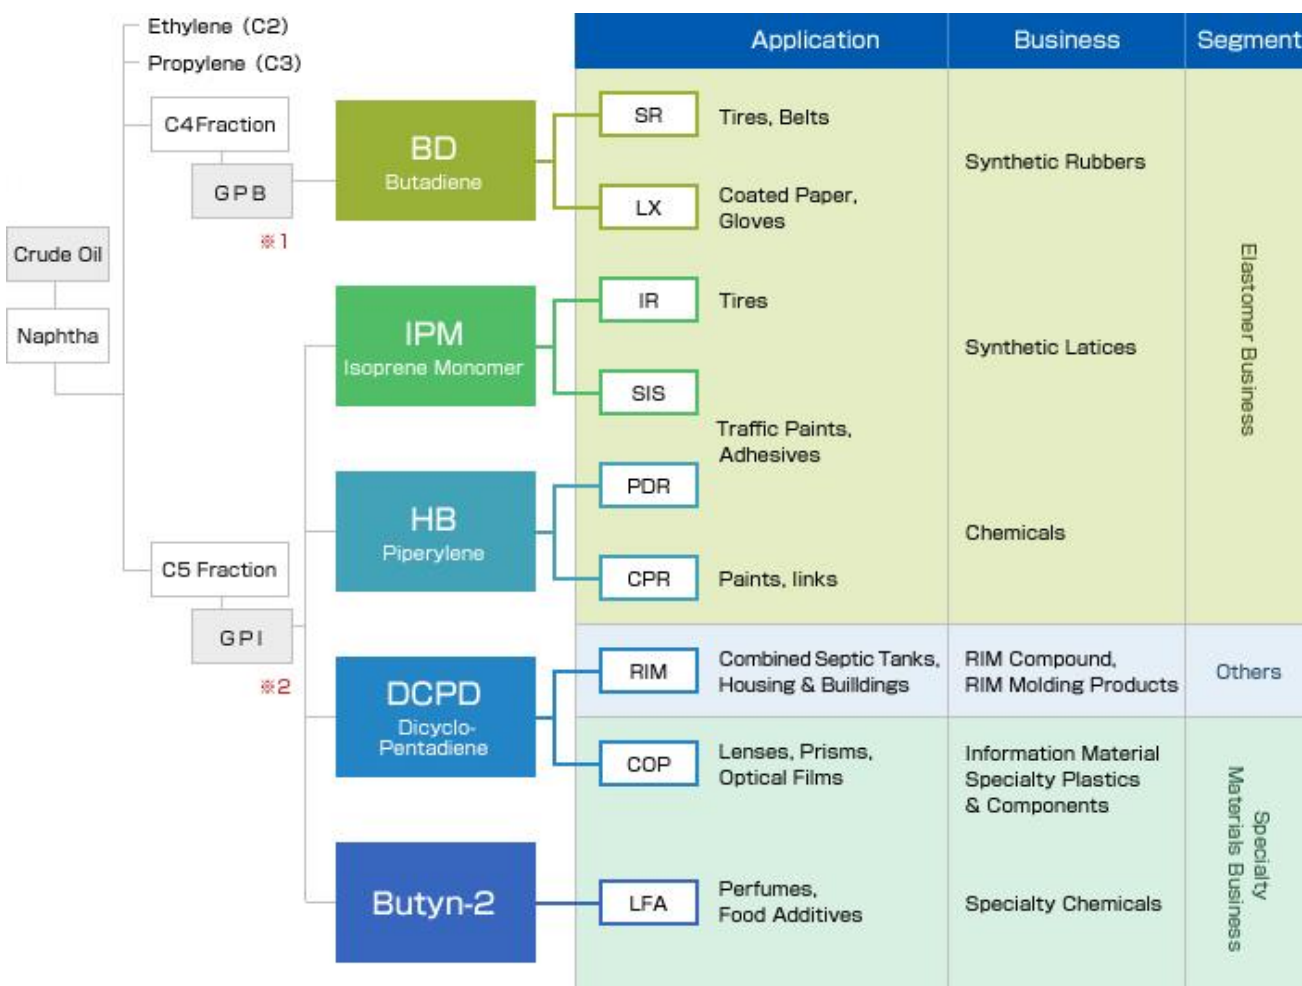 Ethylene (C2)
Propylene (C3)
C4Fraction
GPB
※1
Crude Oil
Naphtha
C5 Fraction
GPI
※2
BD
Butadiene
IPM
Isoprene Monomer
HB
Piperylene
DCPD
Dicyclo-
Pentadiene
Butyn-2
Application
Business
Segment
SR
Tires, Belts
LX
Coated Paper,
Gloves
Synthetic Rubbers
IR
Tires
SIS
Synthetic Latices
Traffic Paints,
Adhesives
PDR
CPR
Paints, links
Chemicals
Elastomer Business
RIM
Combined Septic Tanks,
Housing & Builldings
RIM Compound,
RIM Molding Products
Others
COP
Lenses, Prisms,
Optical Films
Information Material
Specialty Plastics
& Components
LFA
Perfumes,
Food Additives
Specialty Chemicals
Specialty
Materials Business